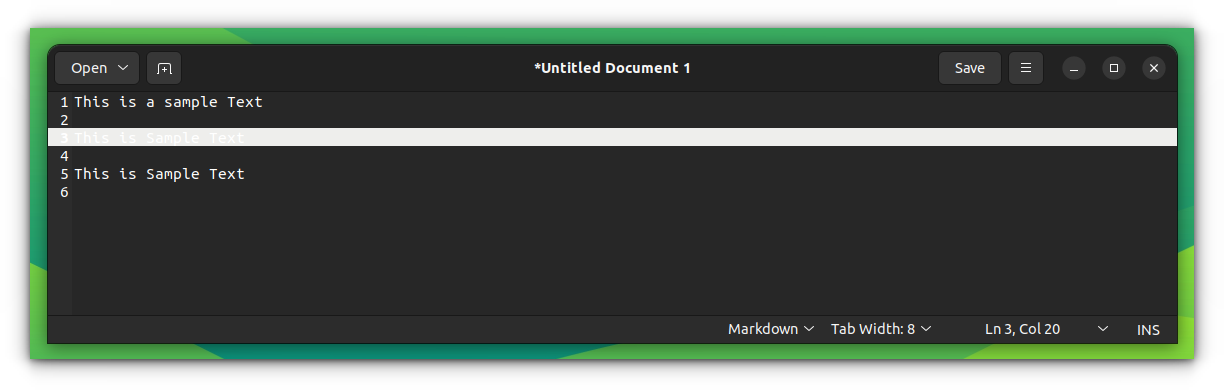 Open
*Untitled Document 1
Save
1 This is a sample Text
2
3 This is Sample Text
4
5 This is Sample Text
6
Markdown Tab Width: 8 Ln 3, Col 20 INS